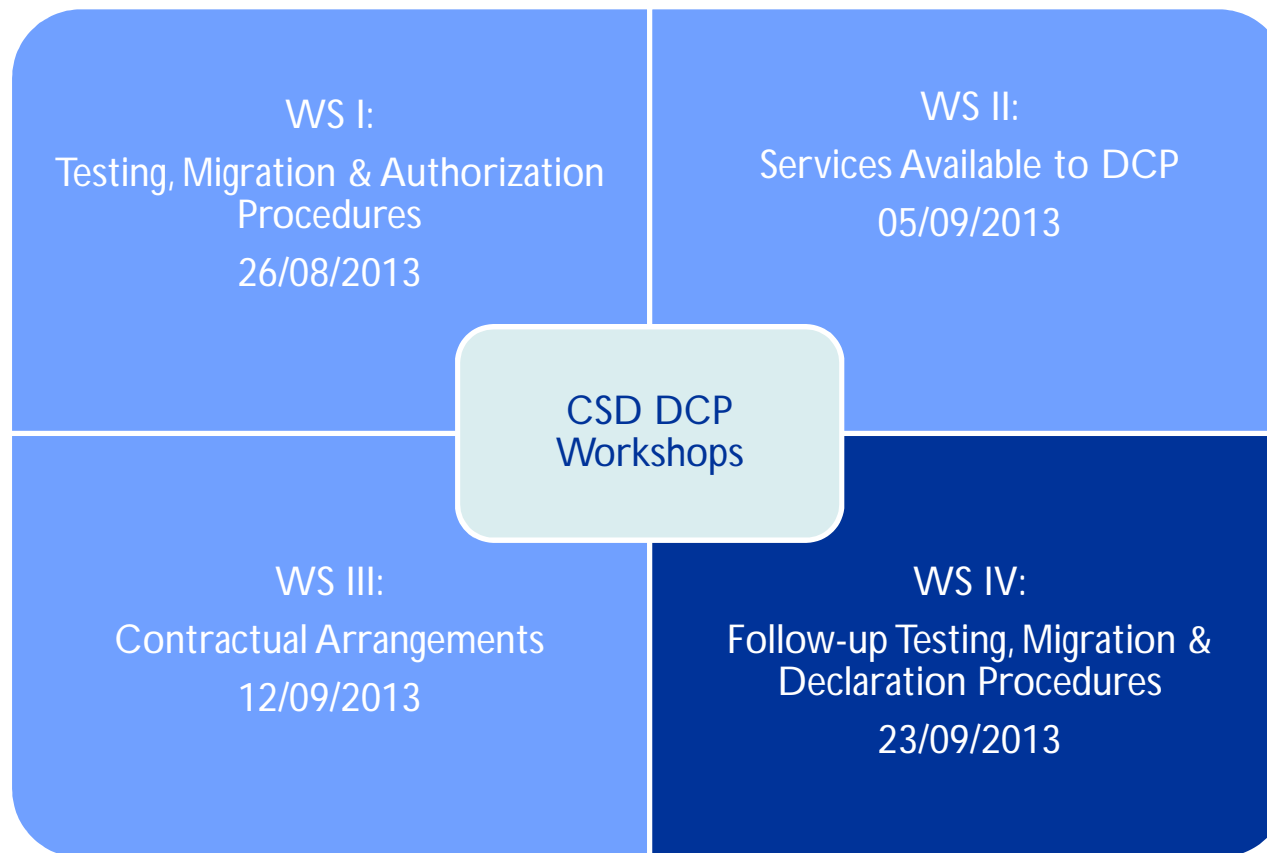 WS I:
Testing, Migration & Authorization
Procedures
26/08/2013
WS II:
Services Available to DCP
05/09/2013
CSD DCP
Workshops
WS III:
Contractual Arrangements
12/09/2013
WS IV:
Follow-up Testing, Migration &
Declaration Procedures
23/09/2013